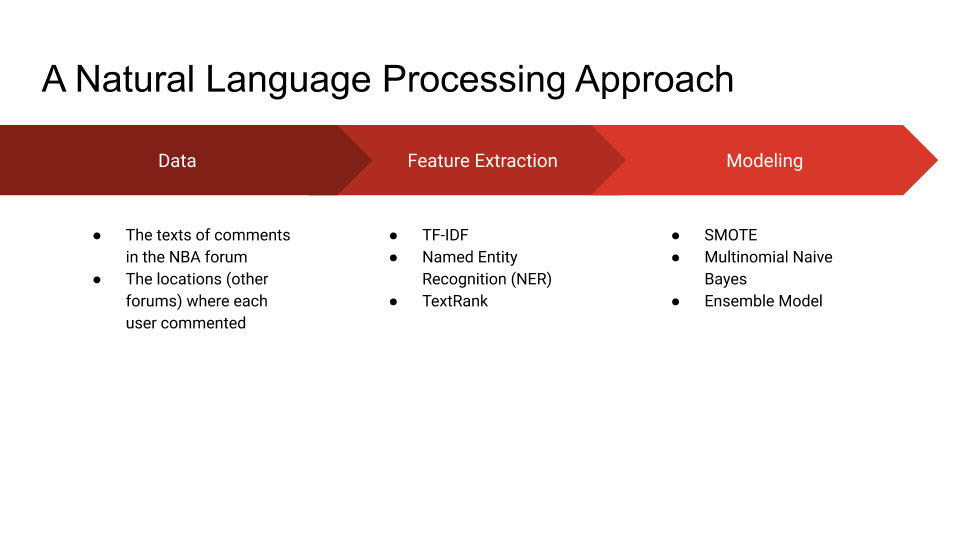 A Natural Language Processing Approach
Data
Feature Extraction
Modeling
● The texts of comments
in the NBA forum
● The locations (other
forums) where each
user commented
● TF-IDF
● Named Entity
Recognition (NER)
● TextRank
● SMOTE
● Multinomial Naive
Bayes
● Ensemble Model